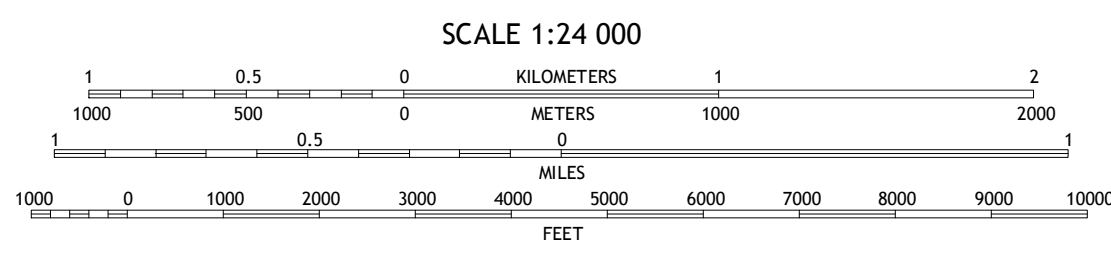 SCALE 1:24 000
1 0.5 0 KILOMETERS 1 2
1000 500 0 METERS 1000 2000
1 0.5 0 1
MILES
1000 0 1000 2000 3000 4000 5000 6000 7000 8000 9000 10000
FEET